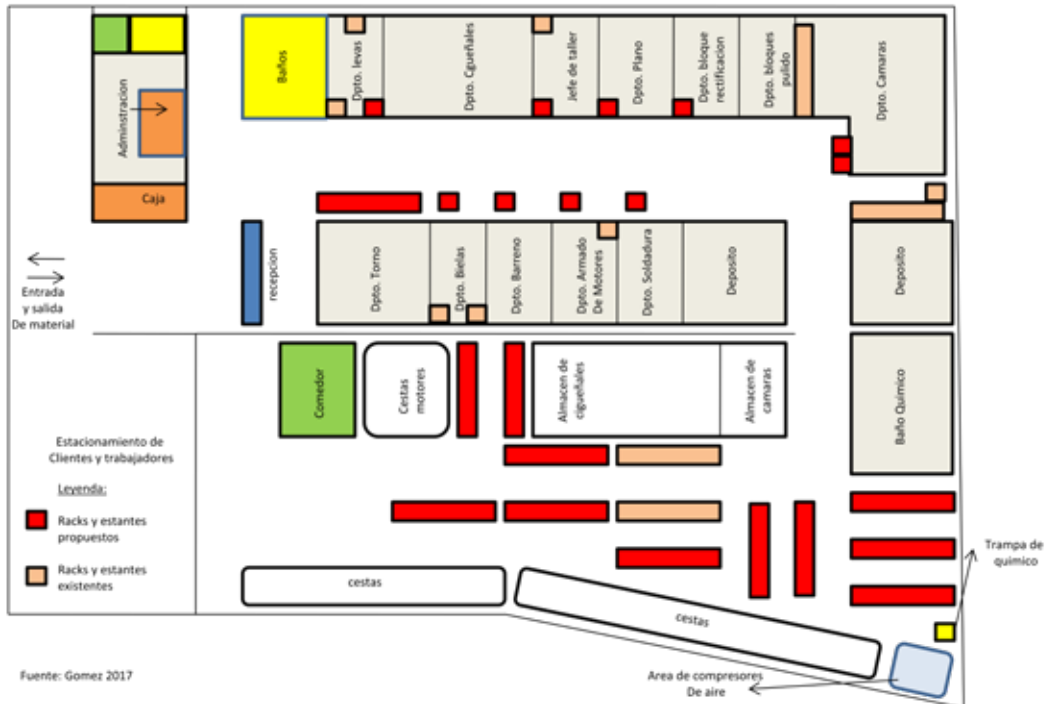 Baños
Dpto. levas
Dpto. Cgueñales
Jefe de taller
Dpto. Plano
Dpto. bloque
rectificacion
Dpto. bloques
pulido
Dpto. Camaras
Adminstracion
Caja
Entrada
y salida
De material
recepcion
Dpto. Torno
Dpto. Bielas
Dpto. Barreno
Dpto. Armado
De Motores
Dpto. Soldadura
Deposito
Deposito
Comedor
Cestas
motores
Almacen de
cigueñales
Almacen de
camaras
Baño Quimico
Estacionamiento de
Clientes y trabajadores
Leyenda:
Racks y estantes
propuestos
Racks y estantes
existentes
cestas
cestas
Trampa de
quimico
Area de compresores
De aire
Fuente: Gomez 2017